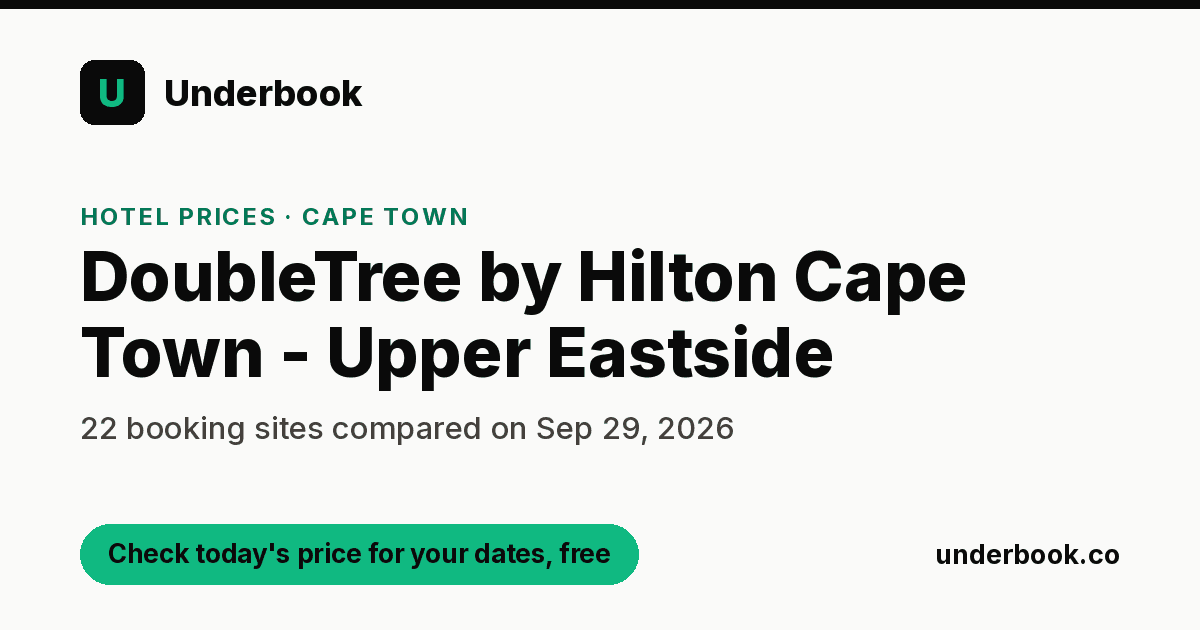 U Underbook
HOTEL PRICES · CAPE TOWN
DoubleTree by Hilton Cape
Town - Upper Eastside
22 booking sites compared on Sep 29, 2026
Check today's price for your dates, free
underbook.co